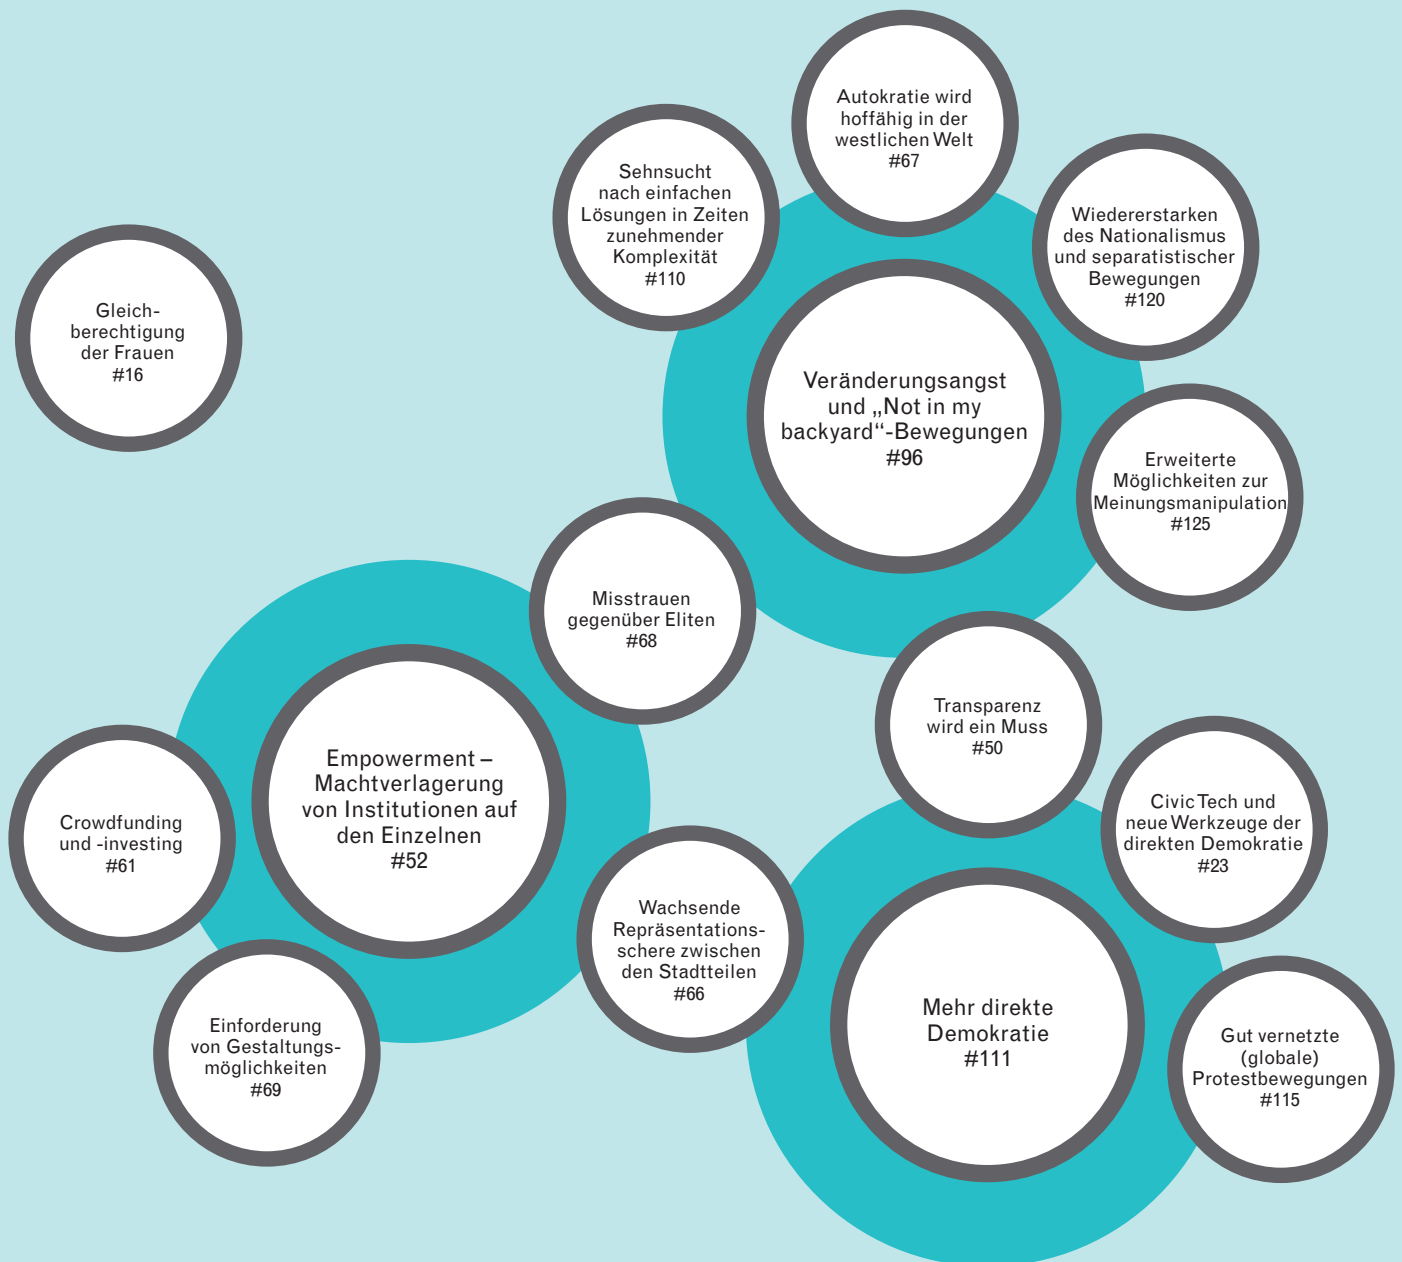 Autokratie wird
hoffähig in der
westlichen Welt
#67
Sehnsucht
nach einfachen
Lösungen in Zeiten
zunehmender
Komplexität
#110
Wiedererstarken
des Nationalismus
und separatistischer
Bewegungen
#120
Gleich-
berechtigung
der Frauen
#16
Veränderungsangst
und „Not in my
backyard“-Bewegungen
#96
Erweiterte
Möglichkeiten zur
Meinungsmanipulation
#125
Misstrauen
gegenüber Eliten
#68
Transparenz
wird ein Muss
#50
Empowerment –
Machtverlagerung
von Institutionen auf
den Einzelnen
#52
Crowdfunding
und -investing
#61
Civic Tech und
neue Werkzeuge der
direkten Demokratie
#23
Wachsende
Repräsentations-
schere zwischen
den Stadtteilen
#66
Mehr direkte
Demokratie
#111
Einforderung
von Gestaltungs-
möglichkeiten
#69
Gut vernetzte
(globale)
Protestbewegungen
#115